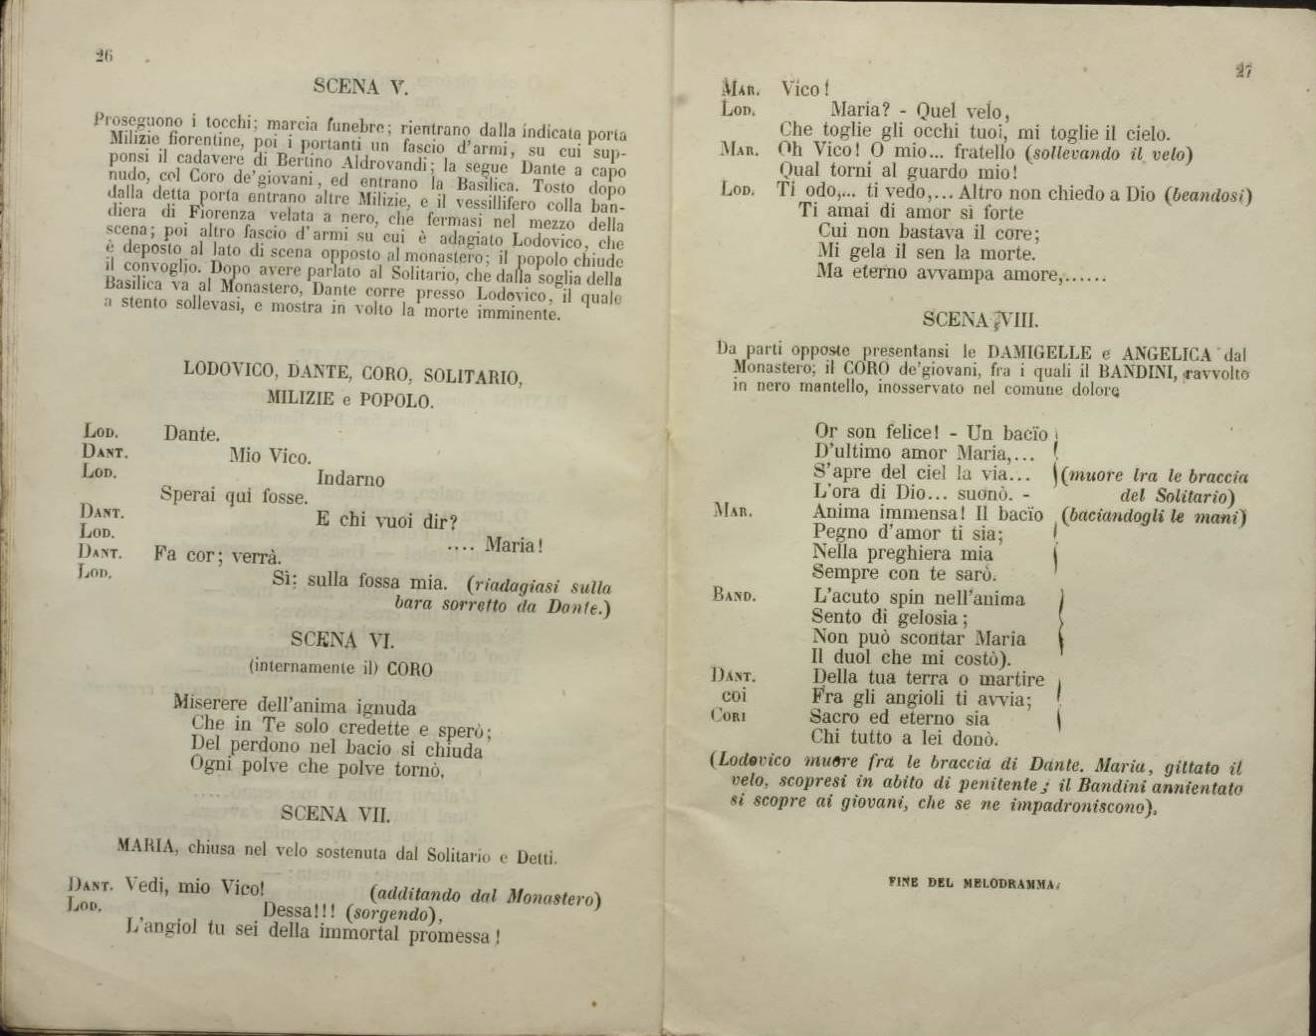 26
SCENA V.
Proseguono i tocchi; marcia funebre; rientrano dalla indicata porta
Milizie fiorentine, poi i portanti un fascio d'armi, su cui sup-
ponsi il cadavere di Bertino Aldrovandi; la segue Dante a capo
nudo, col Coro de'giovani, ed entrano la Basilica. Tosto dopo
dalla detta porta entrano altre Milizie, e il vessillifero colla ban-
diera di Fiorenza velata a nero, che fermasi nel mezzo della
scena; poi altro fascio d'armi su cui è adagiato Lodovico, che
è deposto al lato di scena opposto al monastero; il popolo chiude
il convoglio. Dopo avere parlato al Solitario, che dalla soglia della
Basilica va al Monastero, Dante corre presso Lodovico, il quale
a stento sollevasi, e mostra in volto la morte imminente.
LODOVICO, DANTE, CORO, SOLITARIO,
MILIZIE e POPOLO.
LOD. Dante.
DANT. Mio Vico.
LOD. Indarno
Sperai qui fosse.
DANT. E chi vuoi dir?
LOD. .... Maria!
DANT. Fa cor; verrà.
LOD. Sì: sulla fossa mia. (riadagiasi sulla
bara sorretto da Dante.)
SCENA VI.
(internamente il) CORO
Miserere dell'anima ignuda
Che in Te solo credette e sperò;
Del perdono nel bacio si chiuda
Ogni polve che polve tornò,
.....
SCENA VII.
MARIA, chiusa nel velo sostenuta dal Solitario e Detti.
DANT. Vedi, mio Vico! (additando dal Monastero)
LOD. Dessa!!! (sorgendo),
L'angiol tu sei della immortal promessa!
27
MAR. Vico!
LOD. Maria? - Quel velo,
Che toglie gli occhi tuoi, mi toglie il cielo.
MAR. Oh Vico! O mio... fratello (sollevando il velo)
Qual torni al guardo mio!
LOD. Ti odo,... ti vedo,... Altro non chiedo a Dio (beandosi)
Ti amai di amor sì forte
Cui non bastava il core;
Mi gela il sen la morte.
Ma eterno avvampa amore,......
SCENA VIII.
Da parti opposte presentansi le DAMIGELLE e ANGELICA dal
Monastero; il CORO de'giovani, fra i quali il BANDINI, ravvolto
in nero mantello, inosservato nel comune dolore
Or son felice! - Un bacïo
D'ultimo amor Maria,...
S'apre del ciel la via... (muore tra le braccia
L'ora di Dio... suonò. - del Solitario)
MAR. Anima immensa! Il bacïo (baciandogli le mani)
Pegno d'amor ti sia;
Nella preghiera mia
Sempre con te sarò.
BAND. L'acuto spin nell'anima
Sento di gelosia;
Non può scontar Maria
Il duol che mi costò).
DANT. Della tua terra o martire
coi Fra gli angioli ti avvia;
CORI Sacro ed eterno sia
Chi tutto a lei donò.
(Lodovico muore fra le braccia di Dante. Maria, gittato il
velo, scopresi in abito di penitente; il Bandini annientato
si scopre ai giovani, che se ne impadroniscono),
FINE DEL MELODRAMMA.